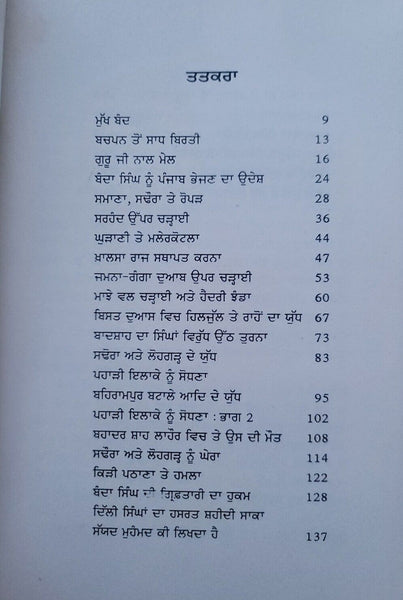 ਤਤਕਰਾ
ਮੁੱਖ ਬੰਦ 9
ਬਚਪਨ ਤੋਂ ਸਾਧ ਬਿਰਤੀ 13
ਗੁਰੂ ਜੀ ਨਾਲ ਮੇਲ 16
ਬੰਦਾ ਸਿੰਘ ਨੂੰ ਪੰਜਾਬ ਭੇਜਣ ਦਾ ਉਦੇਸ਼ 24
ਸਮਾਣਾ, ਸਢੌਰਾ ਤੇ ਰੋਪੜ 28
ਸਰਹੰਦ ਉੱਪਰ ਚੜ੍ਹਾਈ 36
ਘੁੜਾਣੀ ਤੇ ਮਲੇਰਕੋਟਲਾ 44
ਖ਼ਾਲਸਾ ਰਾਜ ਸਥਾਪਤ ਕਰਨਾ 47
ਜਮਨਾ-ਗੰਗਾ ਦੁਆਬ ਉਪਰ ਚੜ੍ਹਾਈ 53
ਮਾਝੇ ਵਲ ਚੜ੍ਹਾਈ ਅਤੇ ਹੈਦਰੀ ਝੰਡਾ 60
ਬਿਸਤ ਦੁਆਸ ਵਿਚ ਹਿਲਜੁੱਲ ਤੇ ਰਾਹੋਂ ਦਾ ਯੁੱਧ 67
ਬਾਦਸ਼ਾਹ ਦਾ ਸਿੰਘਾਂ ਵਿਰੁੱਧ ਉੱਠ ਤੁਰਨਾ 73
ਸਢੌਰਾ ਅਤੇ ਲੋਹਗੜ੍ਹ ਦੇ ਯੁੱਧ 83
ਪਹਾੜੀ ਇਲਾਕੇ ਨੂੰ ਸੋਧਣਾ
ਬਹਿਰਾਮਪੁਰ ਬਟਾਲੇ ਆਦਿ ਦੇ ਯੁੱਧ 95
ਪਹਾੜੀ ਇਲਾਕੇ ਨੂੰ ਸੋਧਣਾ : ਭਾਗ 2 102
ਬਹਾਦਰ ਸ਼ਾਹ ਲਾਹੌਰ ਵਿਚ ਤੇ ਉਸ ਦੀ ਮੌਤ 108
ਸਢੌਰਾ ਅਤੇ ਲੋਹਗੜ੍ਹ ਨੂੰ ਘੇਰਾ 114
ਕਿੜੀ ਪਠਾਣਾ ਤੇ ਹਮਲਾ 122
ਬੰਦਾ ਸਿੰਘ ਦੀ ਗ੍ਰਿਫ਼ਤਾਰੀ ਦਾ ਹੁਕਮ 128
ਦਿੱਲੀ ਸਿੰਘਾਂ ਦਾ ਹਸਰਤ ਸ਼ਹੀਦੀ ਸਾਕਾ
ਸੱਯਦ ਮੁਹੰਮਦ ਕੀ ਲਿਖਦਾ ਹੈ 137